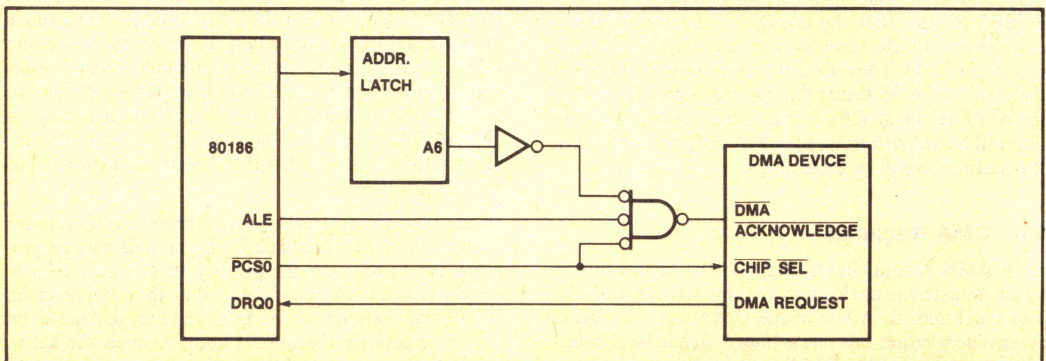 ADDR.
LATCH
80186
A6
DMA DEVICE
ALE
DMA
ACKNOWLEDGE
PCS0
CHIP SEL
DRQ0
DMA REQUEST